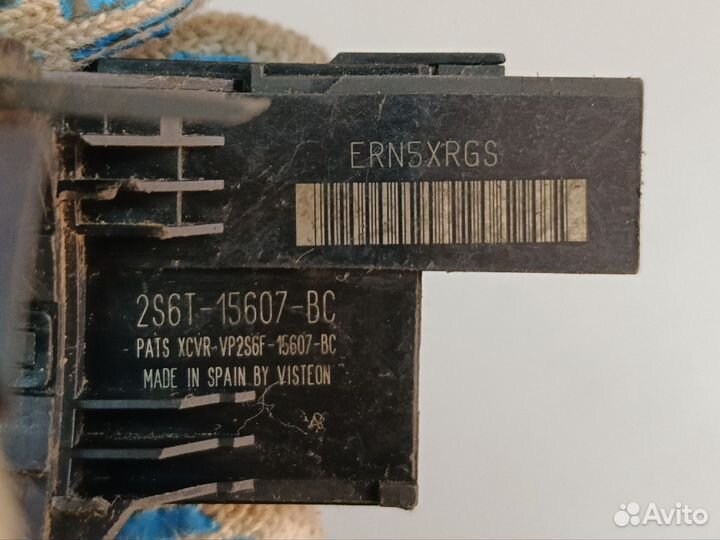 ERN5XRGS
2S6T-15607-BC
PATS XCVR-VP2S6F-15607-BC
MADE IN SPAIN BY VISTEON
Avito